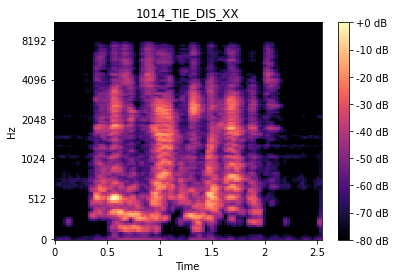 1014_TIE_DIS_XX
+0 dB
8192
-10 dB
4096
-20 dB
-30 dB
2048
Hz
-40 dB
1024
-50 dB
512
-60 dB
-70 dB
0
-80 dB
0 0.5 1 1.5 2 2.5
Time